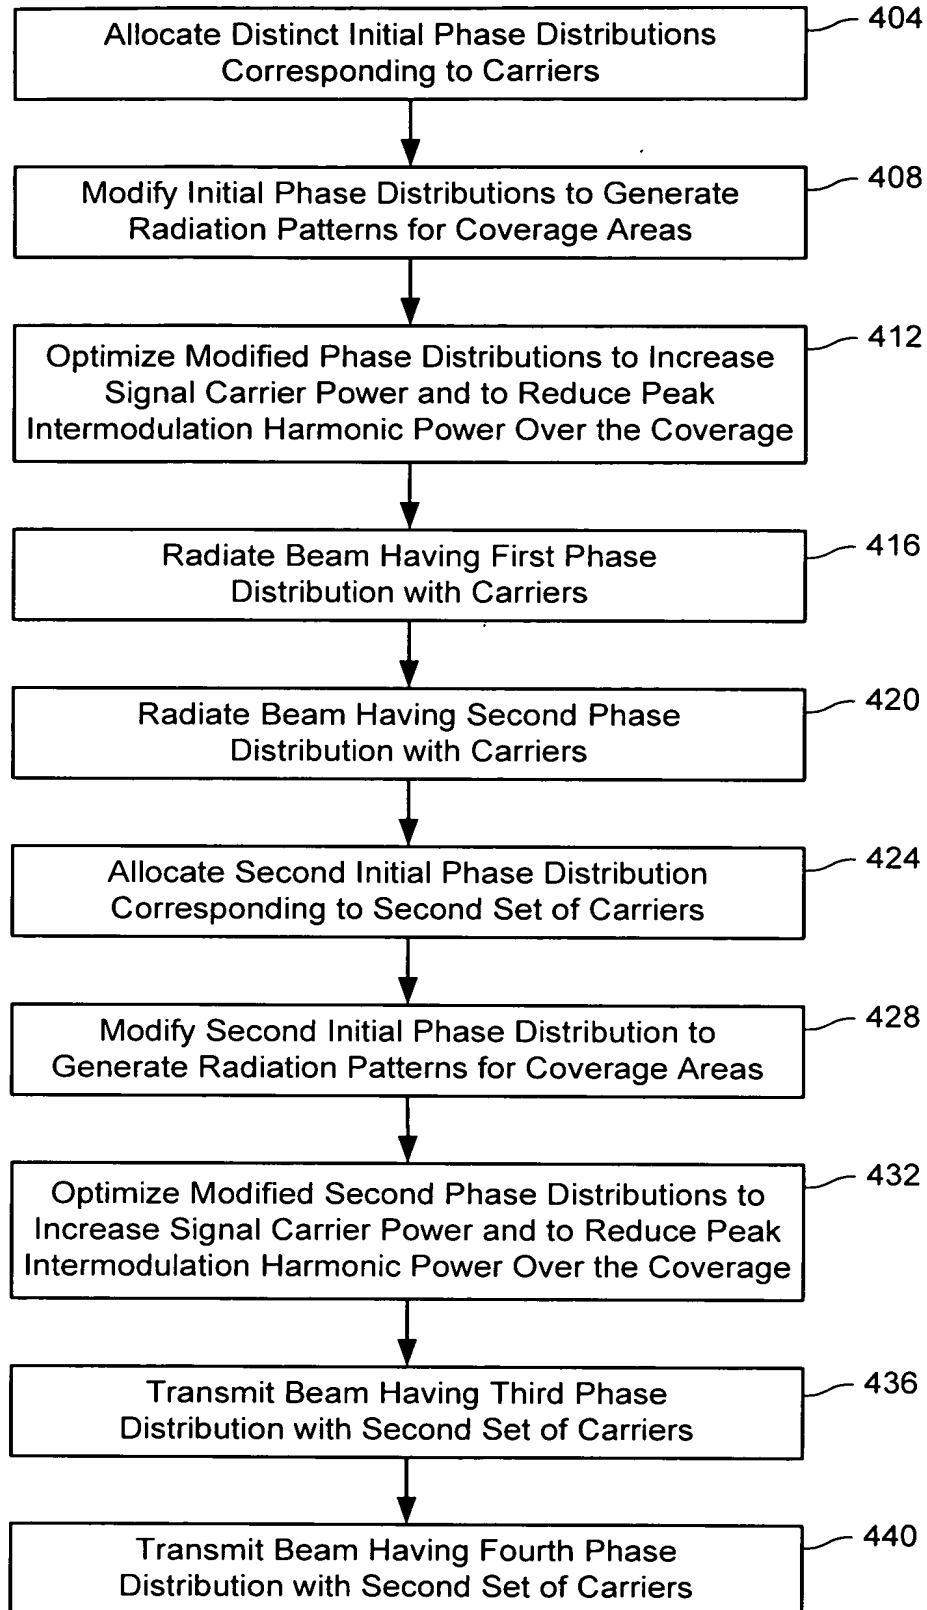 Allocate Distinct Initial Phase Distributions
Corresponding to Carriers
404
Modify Initial Phase Distributions to Generate
Radiation Patterns for Coverage Areas
408
Optimize Modified Phase Distributions to Increase
Signal Carrier Power and to Reduce Peak
Intermodulation Harmonic Power Over the Coverage
412
Radiate Beam Having First Phase
Distribution with Carriers
416
Radiate Beam Having Second Phase
Distribution with Carriers
420
Allocate Second Initial Phase Distribution
Corresponding to Second Set of Carriers
424
Modify Second Initial Phase Distribution to
Generate Radiation Patterns for Coverage Areas
428
Optimize Modified Second Phase Distributions to
Increase Signal Carrier Power and to Reduce Peak
Intermodulation Harmonic Power Over the Coverage
432
Transmit Beam Having Third Phase
Distribution with Second Set of Carriers
436
Transmit Beam Having Fourth Phase
Distribution with Second Set of Carriers
440